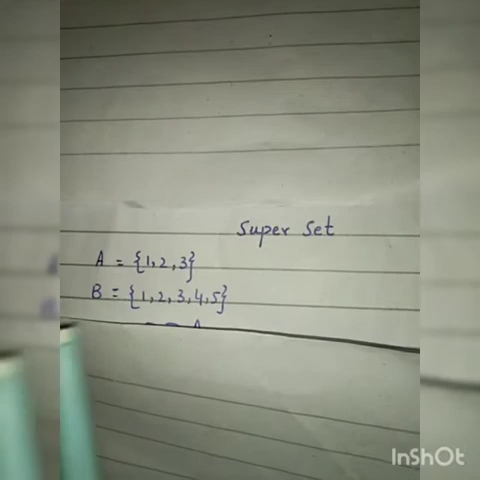 Super Set
A = {1, 2, 3}
B = {1, 2, 3, 4, 5}
InShOt